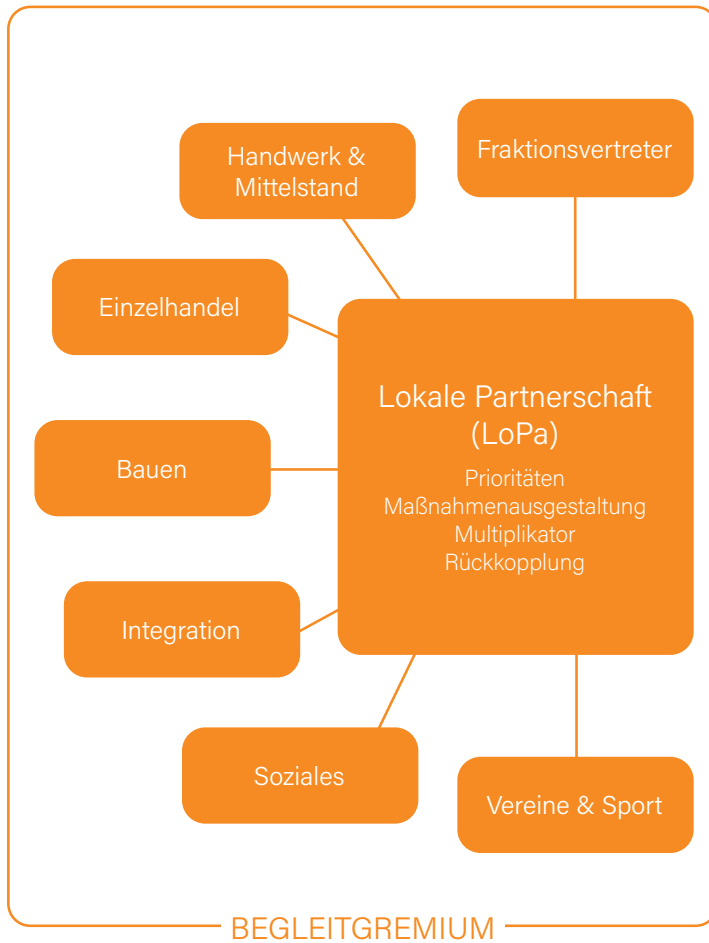 Handwerk &
Mittelstand
Fraktionsvertreter
Einzelhandel
Lokale Partnerschaft
(LoPa)
Prioritäten
Maßnahmenausgestaltung
Multiplikator
Rückkopplung
Bauen
Integration
Soziales
Vereine & Sport
BEGLEITGREMIUM